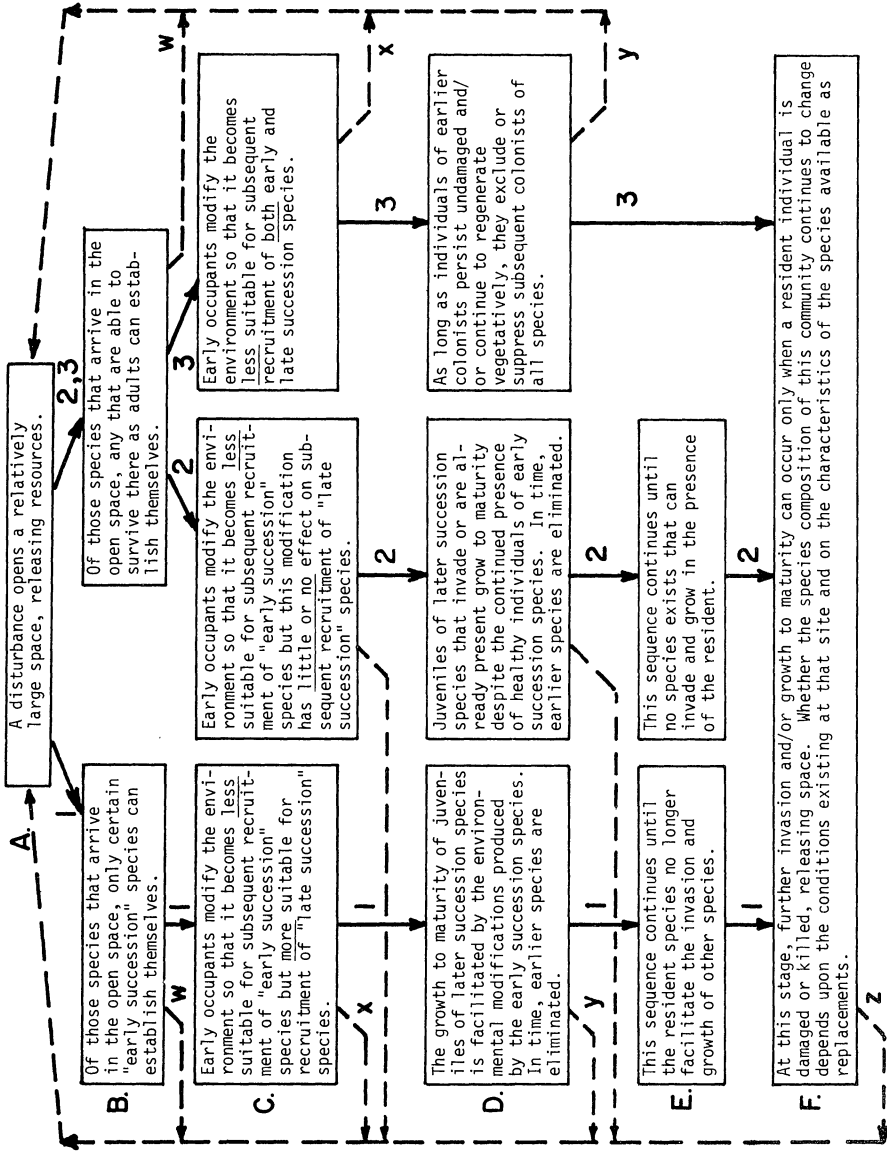 A.
A disturbance opens a relatively
large space, releasing resources.
1
2,3
B.
Of those species that arrive
in the open space, only certain
"early succession" species can
establish themselves.
Of those species that arrive in the
open space, any that are able to
survive there as adults can estab-
lish themselves.
w
1
2
3
w
C.
Early occupants modify the envi-
ronment so that it becomes less
suitable for subsequent recruit-
ment of "early succession"
species but more suitable for
recruitment of "late succession"
species.
Early occupants modify the envi-
ronment so that it becomes less
suitable for subsequent recruit-
ment of "early succession"
species but this modification
has little or no effect on sub-
sequent recruitment of "late
succession" species.
Early occupants modify the
environment so that it becomes
less suitable for subsequent
recruitment of both early and
late succession species.
x
1
2
3
x
D.
The growth to maturity of juven-
iles of later succession species
is facilitated by the environ-
mental modifications produced
by the early succession species.
In time, earlier species are
eliminated.
Juveniles of later succession
species that invade or are al-
ready present grow to maturity
despite the continued presence
of healthy individuals of early
succession species. In time,
earlier species are eliminated.
As long as individuals of earlier
colonists persist undamaged and/
or continue to regenerate
vegetatively, they exclude or
suppress subsequent colonists of
all species.
y
1
2
3
y
E.
This sequence continues until
the resident species no longer
facilitate the invasion and
growth of other species.
This sequence continues until
no species exists that can
invade and grow in the presence
of the resident.
1
2
F.
At this stage, further invasion and/or growth to maturity can occur only when a resident individual is
damaged or killed, releasing space. Whether the species composition of this community continues to change
depends upon the conditions existing at that site and on the characteristics of the species available as
replacements.
z